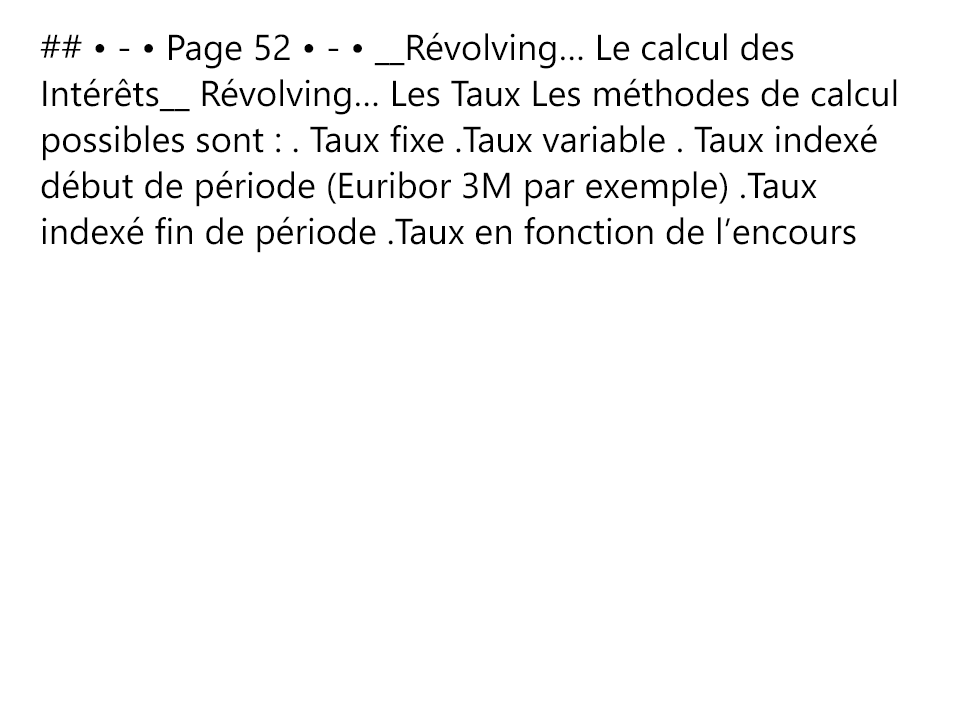 ## • - • Page 52 • - • __Révolving… Le calcul des
Intérêts__ Révolving… Les Taux Les méthodes de calcul
possibles sont : . Taux fixe .Taux variable . Taux indexé
début de période (Euribor 3M par exemple) .Taux
indexé fin de période .Taux en fonction de l’encours